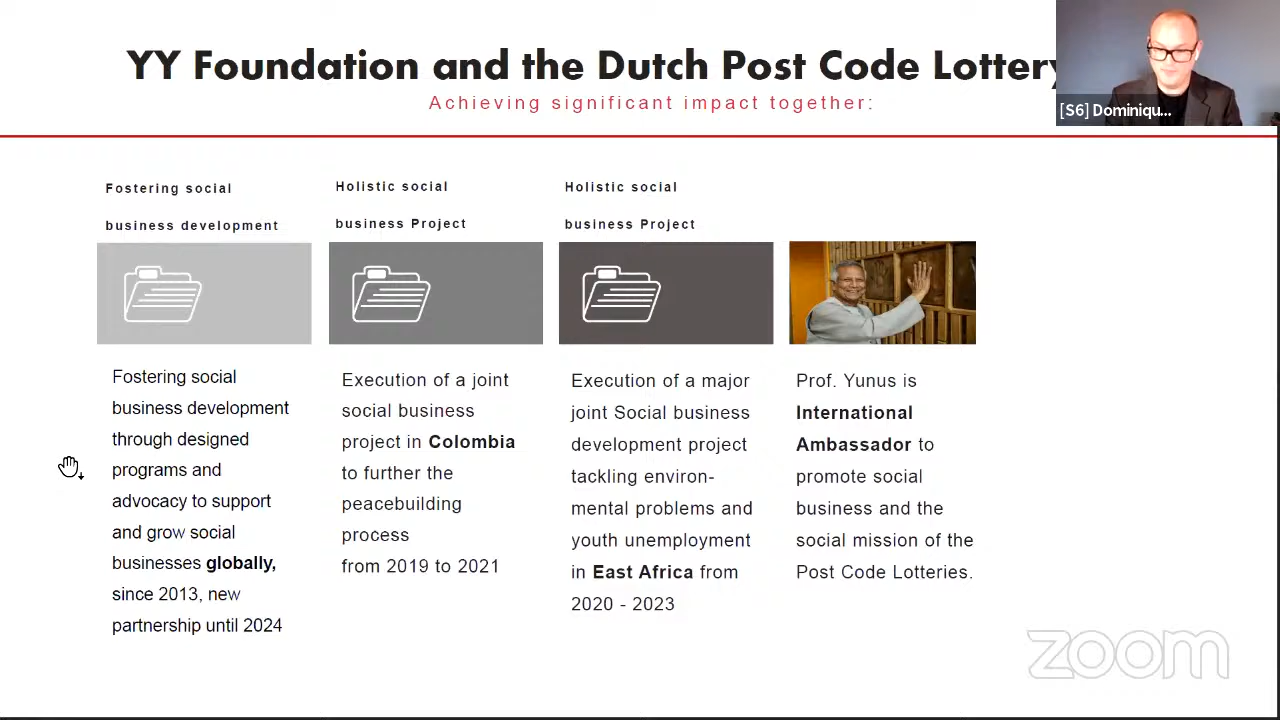 YY Foundation and the Dutch Post Code Lottery
Achieving significant impact together:
[S6] Dominiqu...
Fostering social
business development
Holistic social
business Project
Holistic social
business Project
Fostering social
business development
through designed
programs and
advocacy to support
and grow social
businesses globally,
since 2013, new
partnership until 2024
Execution of a joint
social business
project in Colombia
to further the
peacebuilding
process
from 2019 to 2021
Execution of a major
joint Social business
development project
tackling environ-
mental problems and
youth unemployment
in East Africa from
2020 - 2023
Prof. Yunus is
International
Ambassador to
promote social
business and the
social mission of the
Post Code Lotteries.
zoom